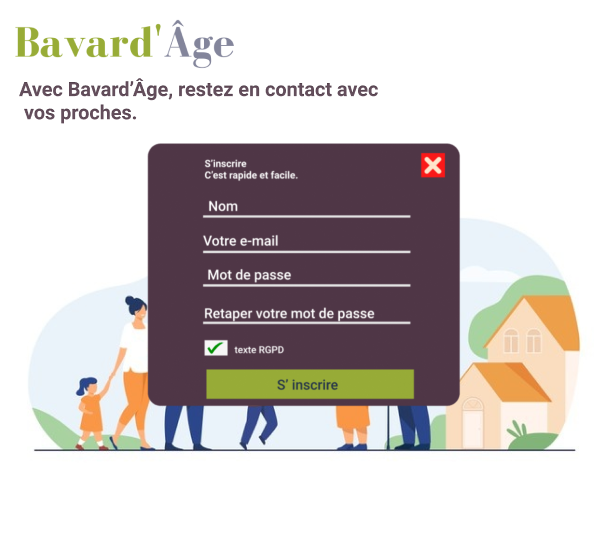 Bavard'Âge
Avec Bavard’Âge, restez en contact avec
vos proches.
S’inscrire
C’est rapide et facile.
Nom
Votre e-mail
Mot de passe
Retaper votre mot de passe
texte RGPD
S’ inscrire